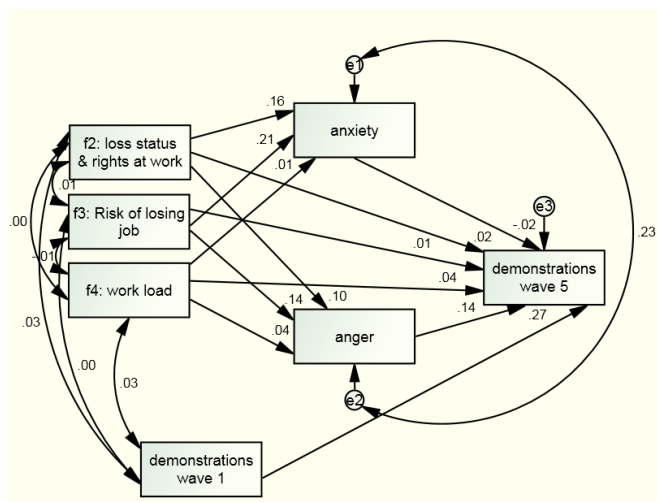 e1
.16
anxiety
f2: loss status
& rights at work
.21
.01
.01
f3: Risk of losing
job
e3
.00
-.02
.23
.01
.02
-.01
demonstrations
wave 5
f4: work load
.04
.14
.10
.14
.27
.04
anger
.03
.00
.03
e2
demonstrations
wave 1